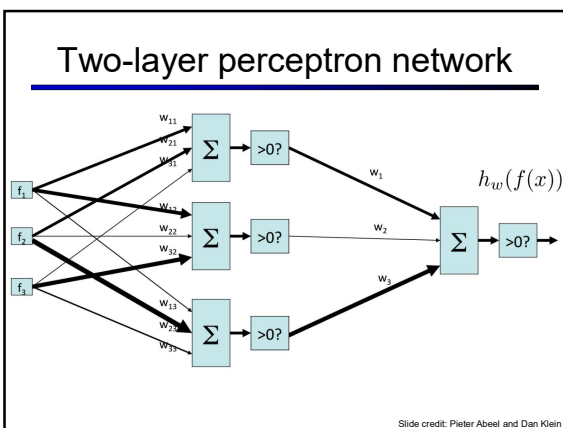 Two-layer perceptron network
w₁₁
w₂₁
w₃₁
Σ
>0?
w₁
h_w(f(x))
f₁
w₁₂
w₂₂
w₃₂
Σ
>0?
w₂
Σ
>0?
f₂
f₃
w₃
w₁₃
w₂₃
w₃₃
Σ
>0?
Slide credit: Pieter Abeel and Dan Klein